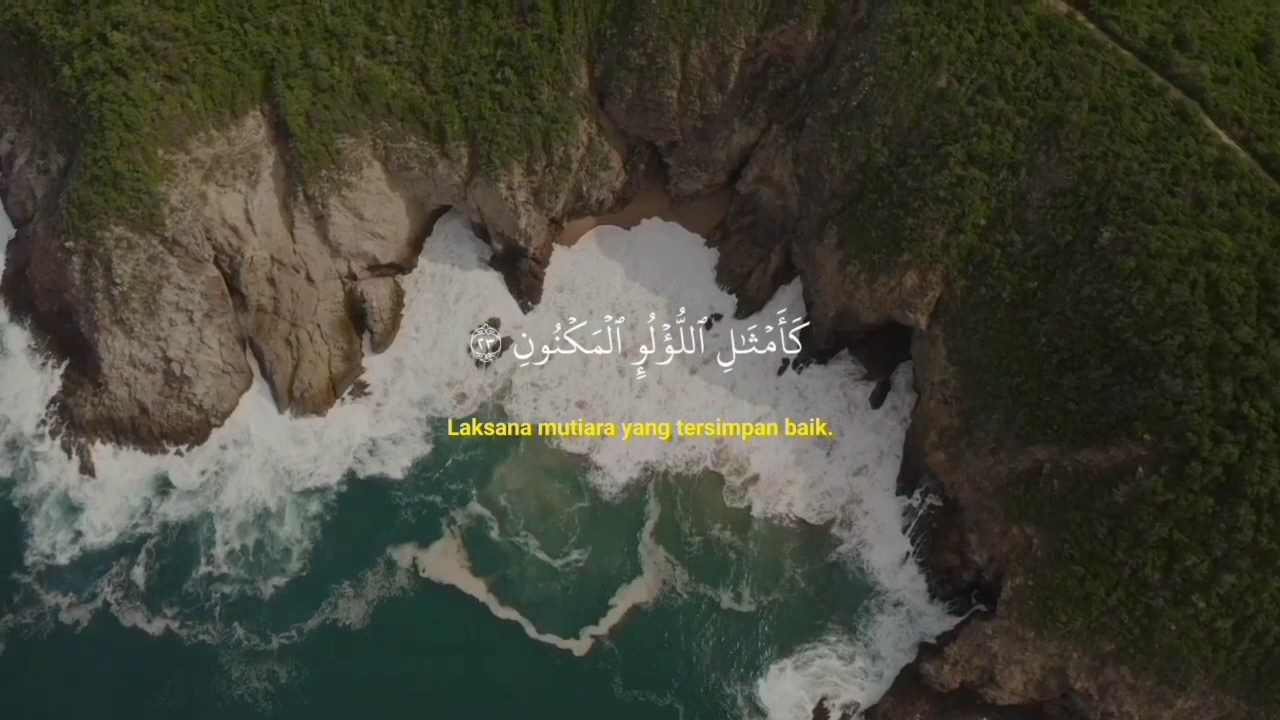 كَأَمْثَـٰلِ ٱللُّؤْلُؤِ ٱلْمَكْنُونِ ٢٣
Laksana mutiara yang tersimpan baik.